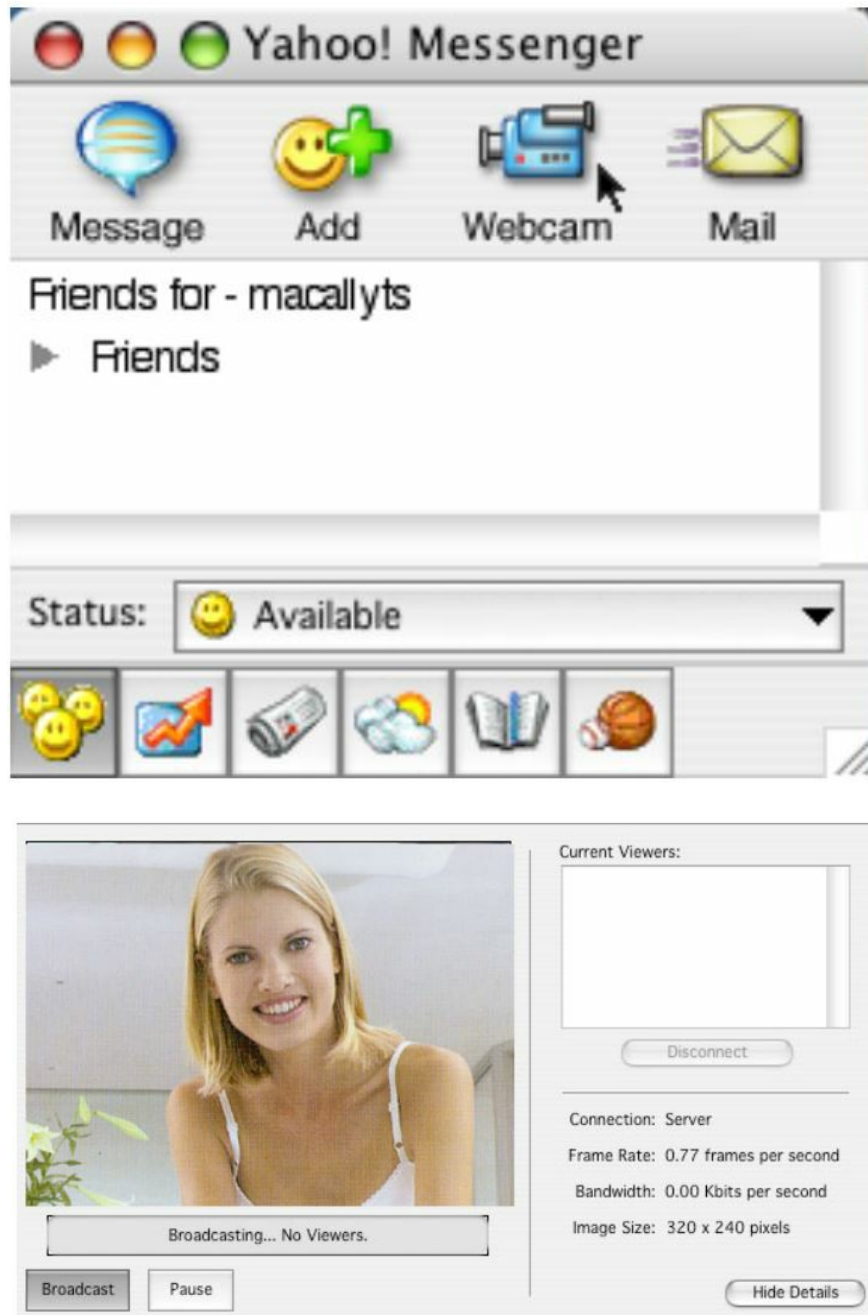 Yahoo! Messenger
Message Add Webcam Mail
Friends for - macallyts
Friends
Status: Available
Current Viewers:
Disconnect
Connection: Server
Frame Rate: 0.77 frames per second
Bandwidth: 0.00 Kbits per second
Image Size: 320 x 240 pixels
Broadcasting... No Viewers.
Broadcast Pause
Hide Details